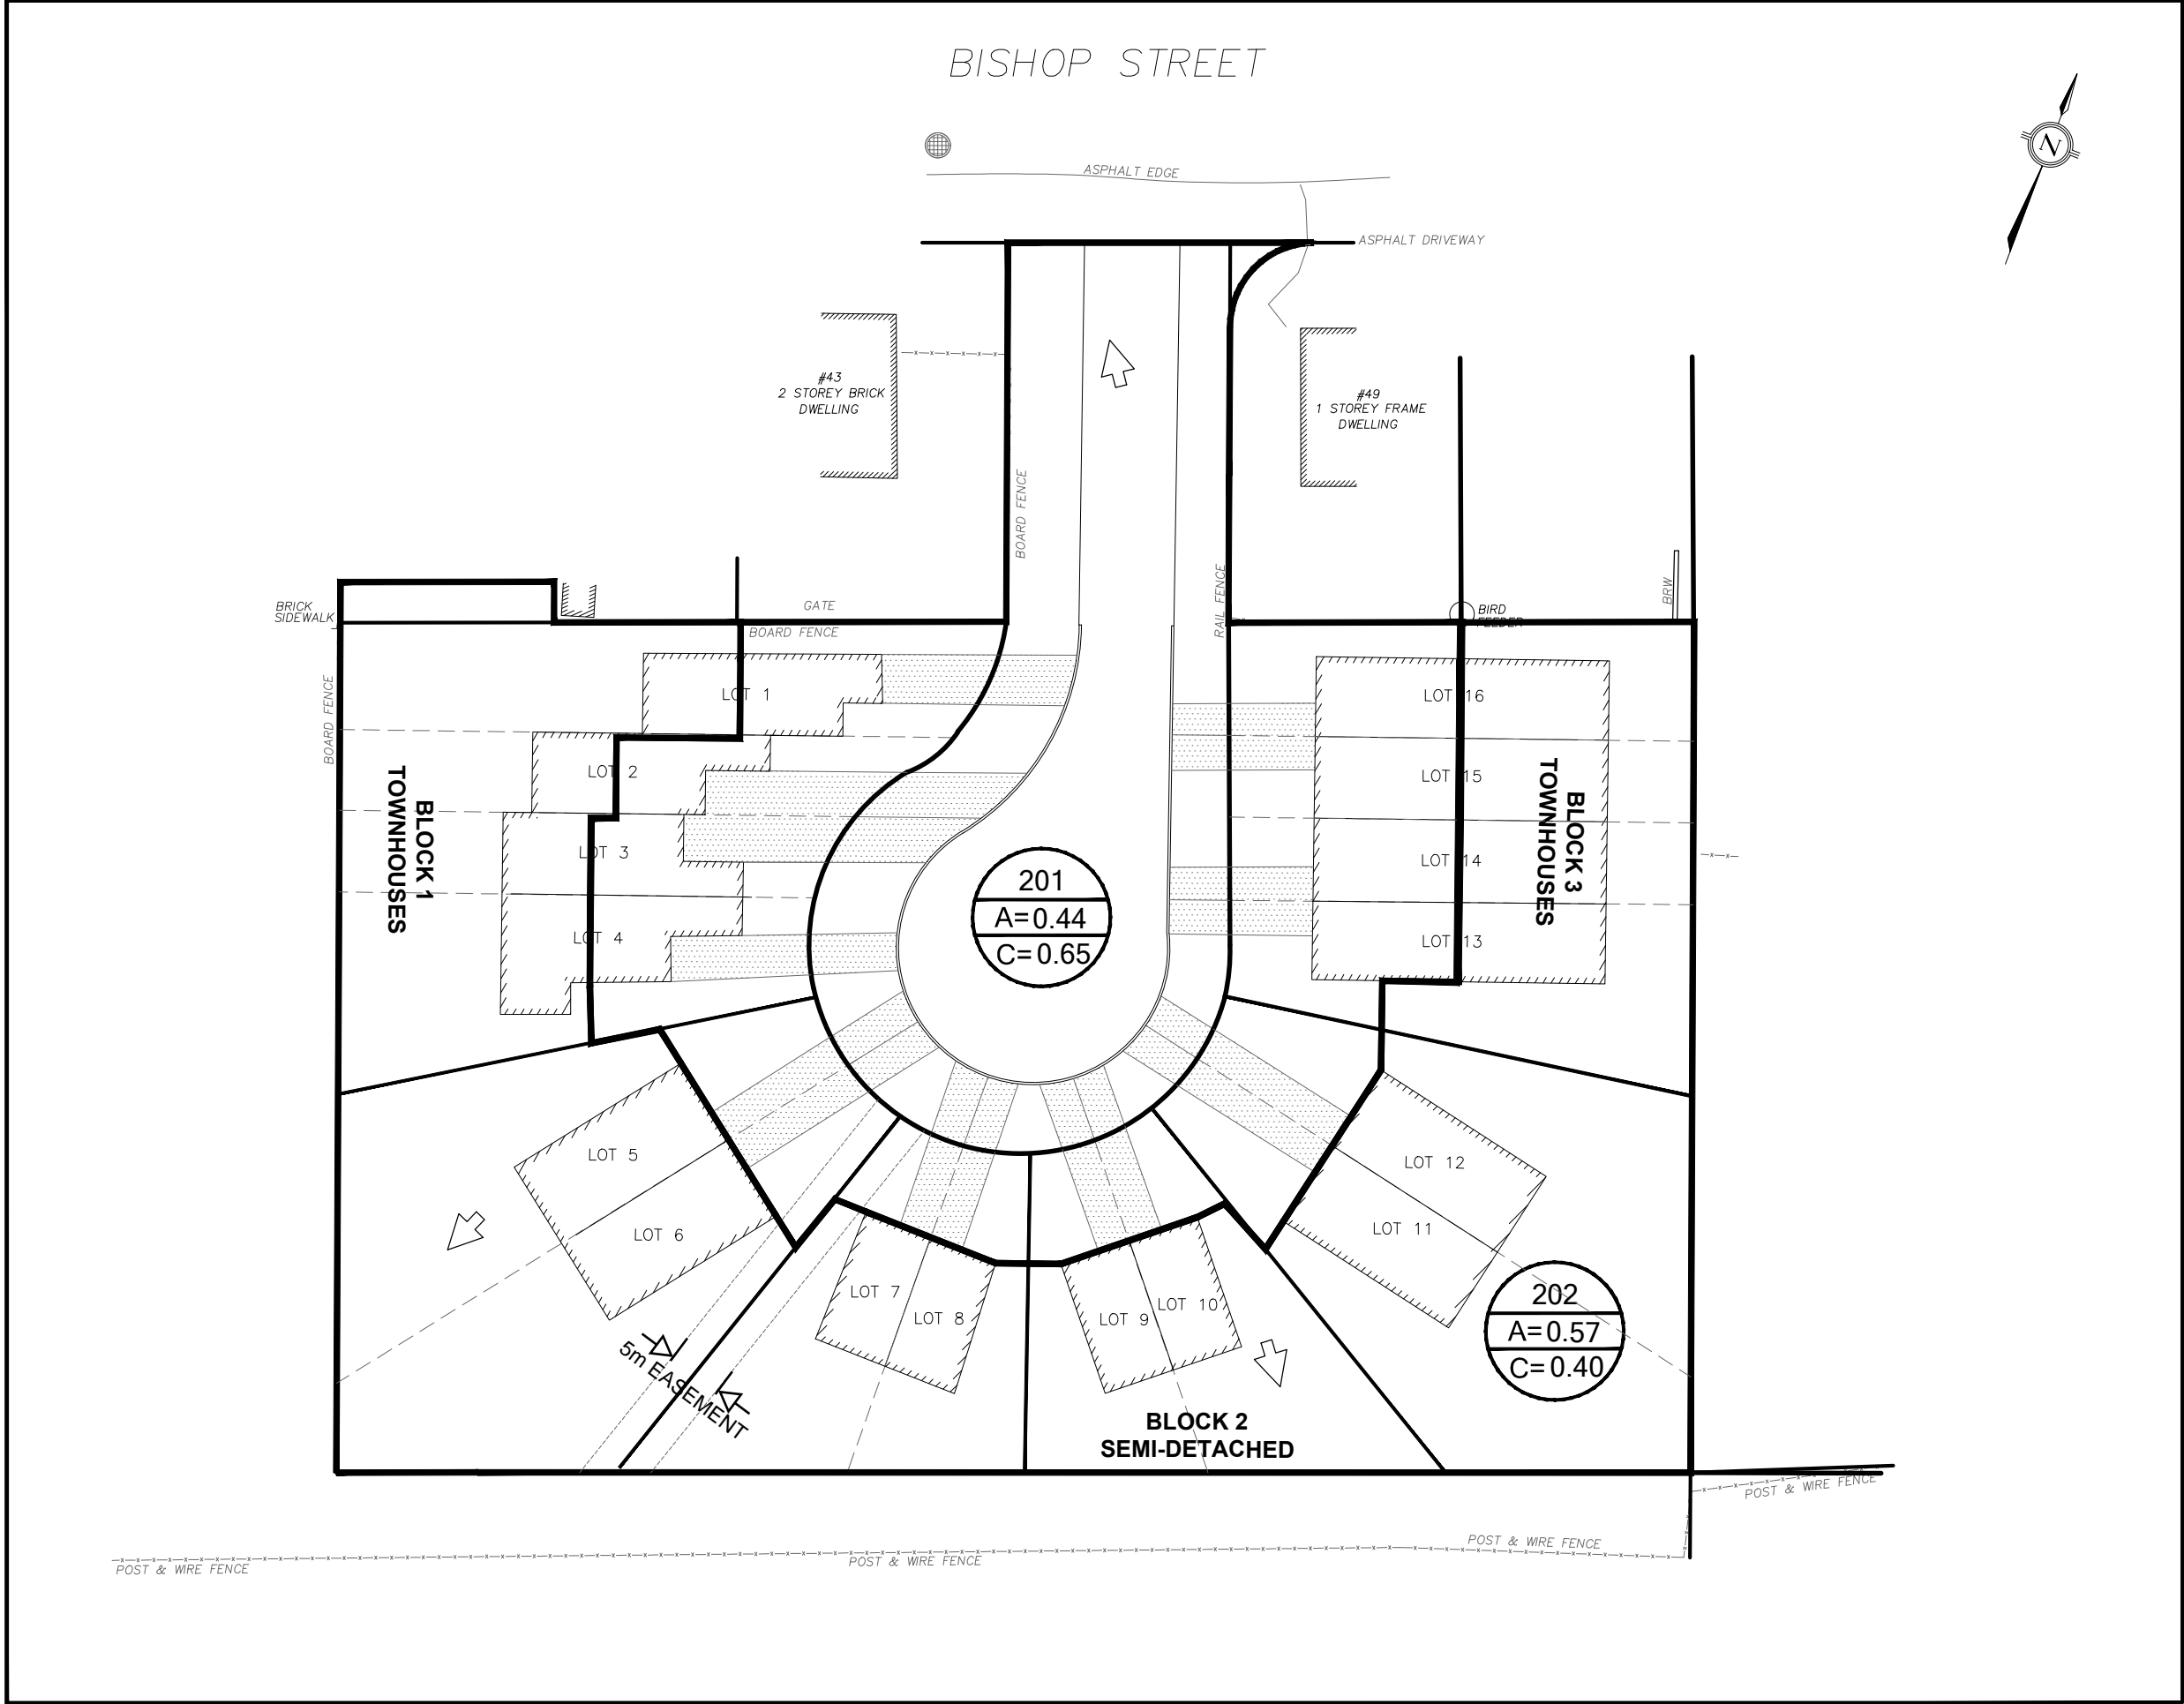 BISHOP STREET
N
ASPHALT EDGE
ASPHALT DRIVEWAY
#43
2 STOREY BRICK
DWELLING
#49
1 STOREY FRAME
DWELLING
BOARD FENCE
RAIL FENCE
BRICK
SIDEWALK
GATE
BOARD FENCE
BIRD
FEEDER
BRW
BOARD FENCE
LOT 1
LOT 2
LOT 3
LOT 4
BLOCK 1
TOWNHOUSES
LOT 16
LOT 15
LOT 14
LOT 13
BLOCK 3
TOWNHOUSES
201
A=0.44
C=0.65
LOT 5
LOT 6
LOT 7
LOT 8
LOT 9
LOT 10
LOT 11
LOT 12
202
A=0.57
C=0.40
5m EASEMENT
BLOCK 2
SEMI-DETACHED
POST & WIRE FENCE
POST & WIRE FENCE
POST & WIRE FENCE
POST & WIRE FENCE